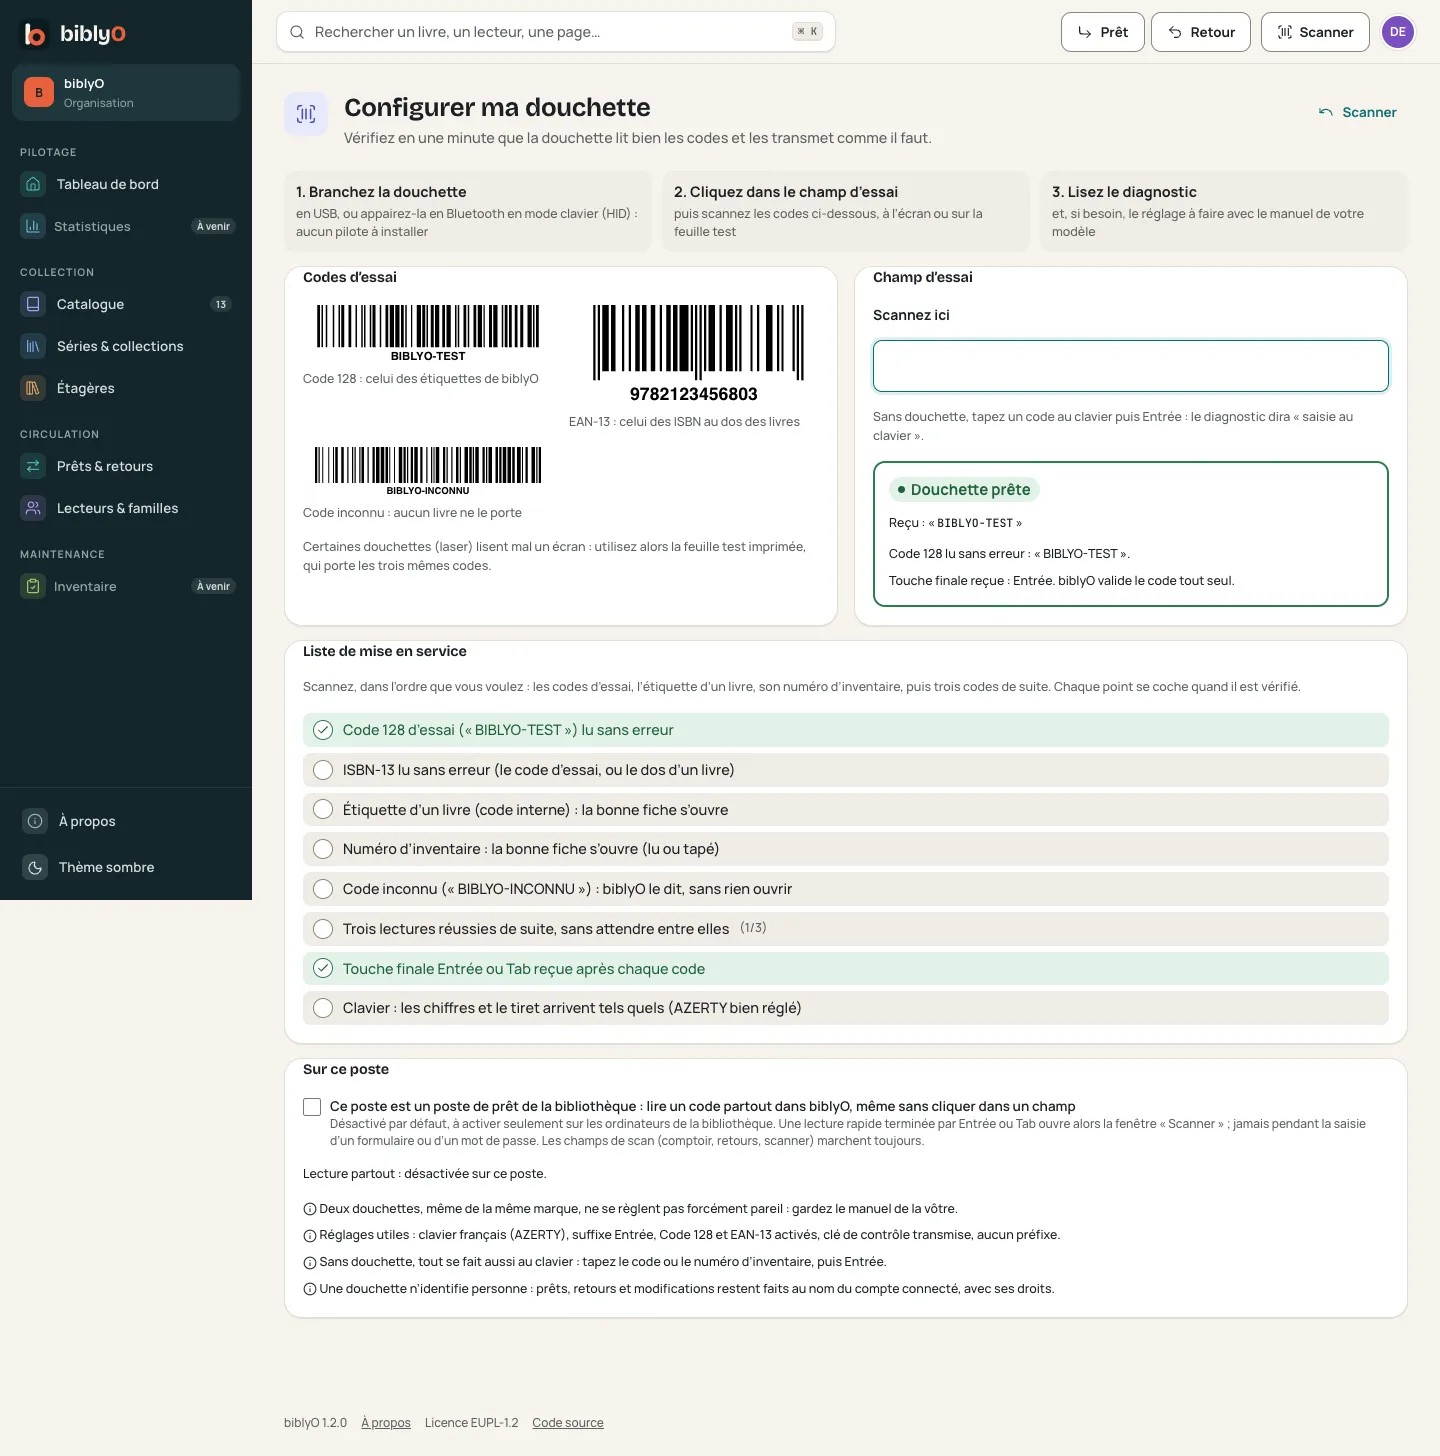 biblyO
B
biblyO
Organisation
PILOTAGE
Tableau de bord
Statistiques
À venir
COLLECTION
Catalogue
13
Séries & collections
Étagères
CIRCULATION
Prêts & retours
Lecteurs & familles
MAINTENANCE
Inventaire
À venir
À propos
Thème sombre
Rechercher un livre, un lecteur, une page…
⌘ K
Prêt
Retour
Scanner
DE
Configurer ma douchette
Vérifiez en une minute que la douchette lit bien les codes et les transmet comme il faut.
Scanner
1. Branchez la douchette
en USB, ou appairez-la en Bluetooth en mode clavier (HID) :
aucun pilote à installer
2. Cliquez dans le champ d’essai
puis scannez les codes ci-dessous, à l’écran ou sur la
feuille test
3. Lisez le diagnostic
et, si besoin, le réglage à faire avec le manuel de votre
modèle
Codes d’essai
BIBLYO-TEST
Code 128 : celui des étiquettes de biblyO
9782123456803
EAN-13 : celui des ISBN au dos des livres
BIBLYO-INCONNU
Code inconnu : aucun livre ne le porte
Certaines douchettes (laser) lisent mal un écran : utilisez alors la feuille test imprimée,
qui porte les trois mêmes codes.
Champ d’essai
Scannez ici
Sans douchette, tapez un code au clavier puis Entrée : le diagnostic dira « saisie au
clavier ».
Douchette prête
Reçu : « BIBLYO-TEST »
Code 128 lu sans erreur : « BIBLYO-TEST ».
Touche finale reçue : Entrée. biblyO valide le code tout seul.
Liste de mise en service
Scannez, dans l’ordre que vous voulez : les codes d’essai, l’étiquette d’un livre, son numéro d’inventaire, puis trois codes de suite. Chaque point se coche quand il est vérifié.
Code 128 d’essai (« BIBLYO-TEST ») lu sans erreur
ISBN-13 lu sans erreur (le code d’essai, ou le dos d’un livre)
Étiquette d’un livre (code interne) : la bonne fiche s’ouvre
Numéro d’inventaire : la bonne fiche s’ouvre (lu ou tapé)
Code inconnu (« BIBLYO-INCONNU ») : biblyO le dit, sans rien ouvrir
Trois lectures réussies de suite, sans attendre entre elles (1/3)
Touche finale Entrée ou Tab reçue après chaque code
Clavier : les chiffres et le tiret arrivent tels quels (AZERTY bien réglé)
Sur ce poste
Ce poste est un poste de prêt de la bibliothèque : lire un code partout dans biblyO, même sans cliquer dans un champ
Désactivé par défaut, à activer seulement sur les ordinateurs de la bibliothèque. Une lecture rapide terminée par Entrée ou Tab ouvre alors la fenêtre « Scanner » ; jamais pendant la saisie
d’un formulaire ou d’un mot de passe. Les champs de scan (comptoir, retours, scanner) marchent toujours.
Lecture partout : désactivée sur ce poste.
Deux douchettes, même de la même marque, ne se règlent pas forcément pareil : gardez le manuel de la vôtre.
Réglages utiles : clavier français (AZERTY), suffixe Entrée, Code 128 et EAN-13 activés, clé de contrôle transmise, aucun préfixe.
Sans douchette, tout se fait aussi au clavier : tapez le code ou le numéro d’inventaire, puis Entrée.
Une douchette n’identifie personne : prêts, retours et modifications restent faits au nom du compte connecté, avec ses droits.
biblyO 1.2.0 À propos Licence EUPL-1.2 Code source